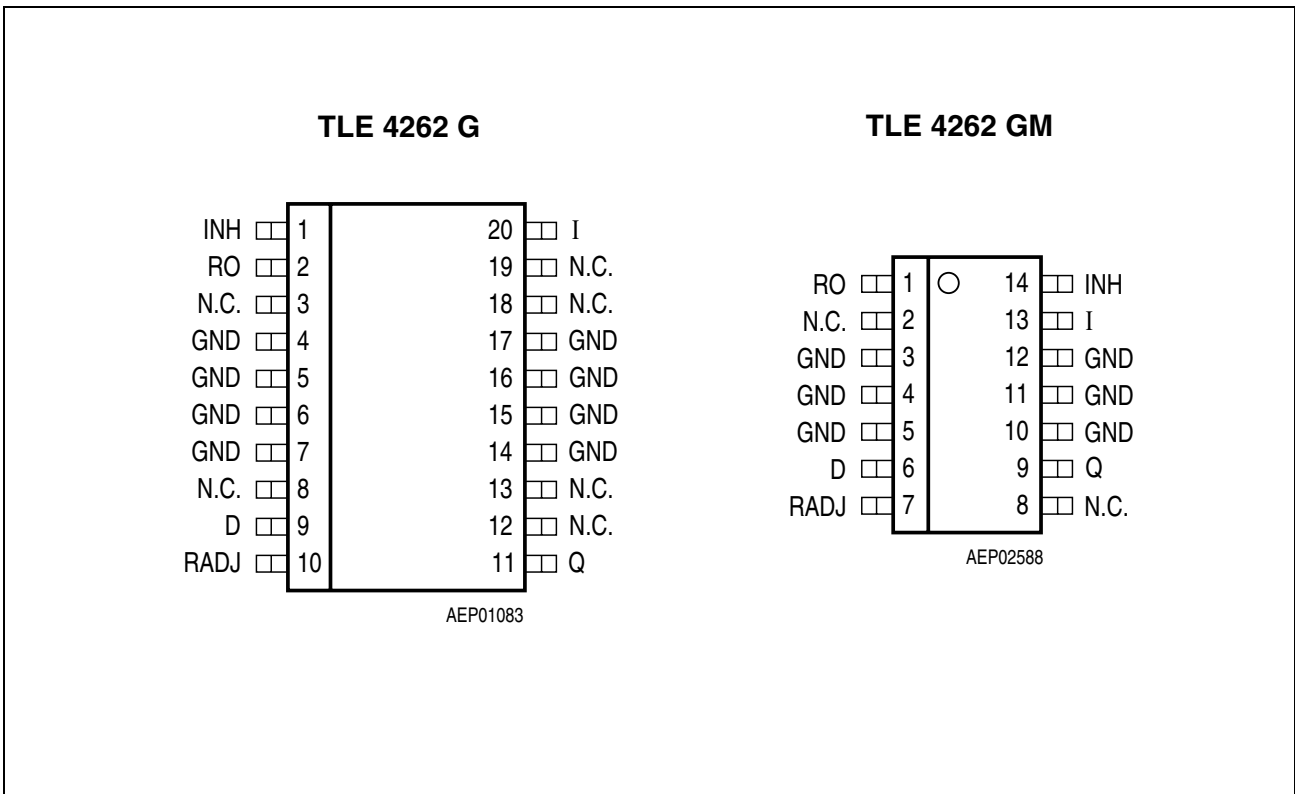 TLE 4262 G
INH 1 20 I
RO 2 19 N.C.
N.C. 3 18 N.C.
GND 4 17 GND
GND 5 16 GND
GND 6 15 GND
GND 7 14 GND
N.C. 8 13 N.C.
D 9 12 N.C.
RADJ 10 11 Q
AEP01083
TLE 4262 GM
RO 1 14 INH
N.C. 2 13 I
GND 3 12 GND
GND 4 11 GND
GND 5 10 GND
D 6 9 Q
RADJ 7 8 N.C.
AEP02588